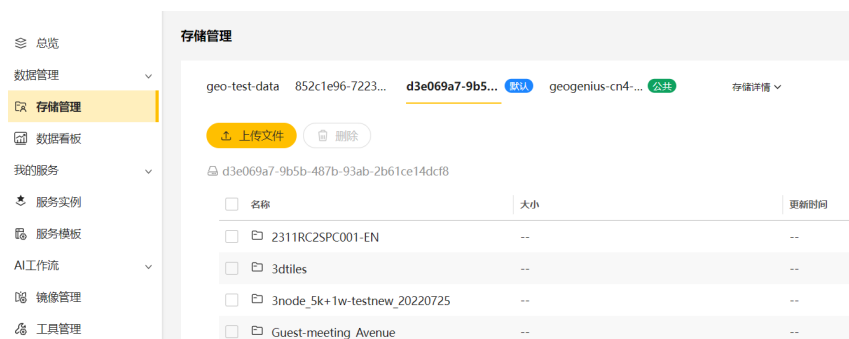 总览
数据管理
存储管理
数据看板
我的服务
服务实例
服务模板
AI工作流
镜像管理
工具管理
存储管理
geo-test-data 852c1e96-7223... d3e069a7-9b5... 默认 geogenius-cn4-... 公共 存储详情
上传文件 删除
d3e069a7-9b5b-487b-93ab-2b61ce14dcf8
名称 大小 更新时间
2311RC2SPC001-EN -- --
3dtiles -- --
3node_5k+1w-testnew_20220725 -- --
Guest-meeting Avenue -- --